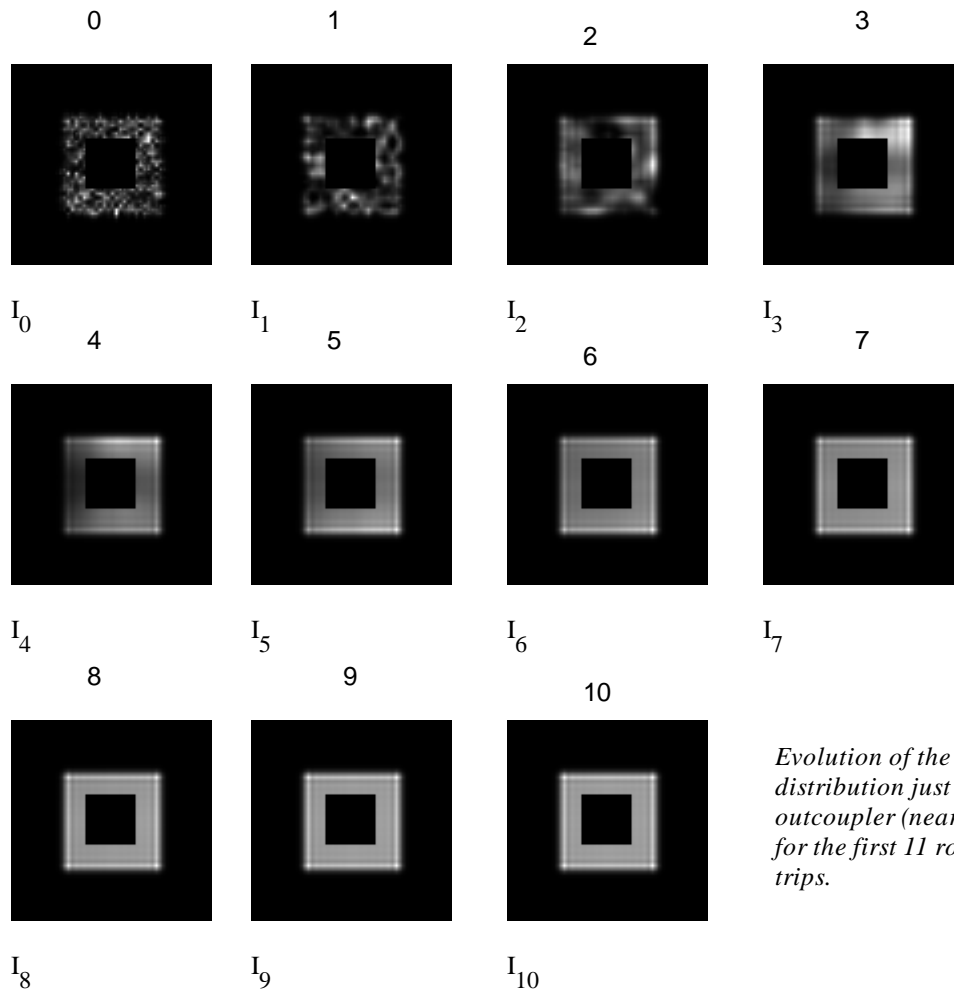 0 1 2 3
I0 I1 I2 I3
4 5 6 7
I4 I5 I6 I7
8 9 10
Evolution of the
distribution just
outcoupler (near
for the first 11 ro
trips.
I8 I9 I10